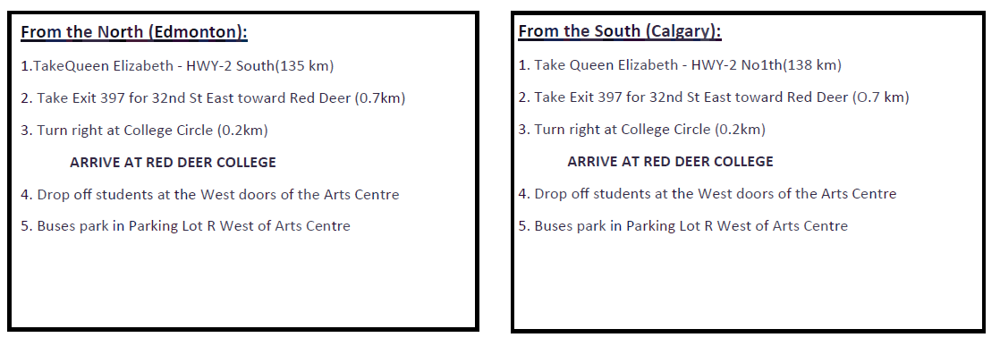 From the North (Edmonton):
1.TakeQueen Elizabeth - HWY-2 South(135 km)
2. Take Exit 397 for 32nd St East toward Red Deer (0.7km)
3. Turn right at College Circle (0.2km)
ARRIVE AT RED DEER COLLEGE
4. Drop off students at the West doors of the Arts Centre
5. Buses park in Parking Lot R West of Arts Centre
From the South (Calgary):
1. Take Queen Elizabeth - HWY-2 No1th(138 km)
2. Take Exit 397 for 32nd St East toward Red Deer (O.7 km)
3. Turn right at College Circle (0.2km)
ARRIVE AT RED DEER COLLEGE
4. Drop off students at the West doors of the Arts Centre
5. Buses park in Parking Lot R West of Arts Centre